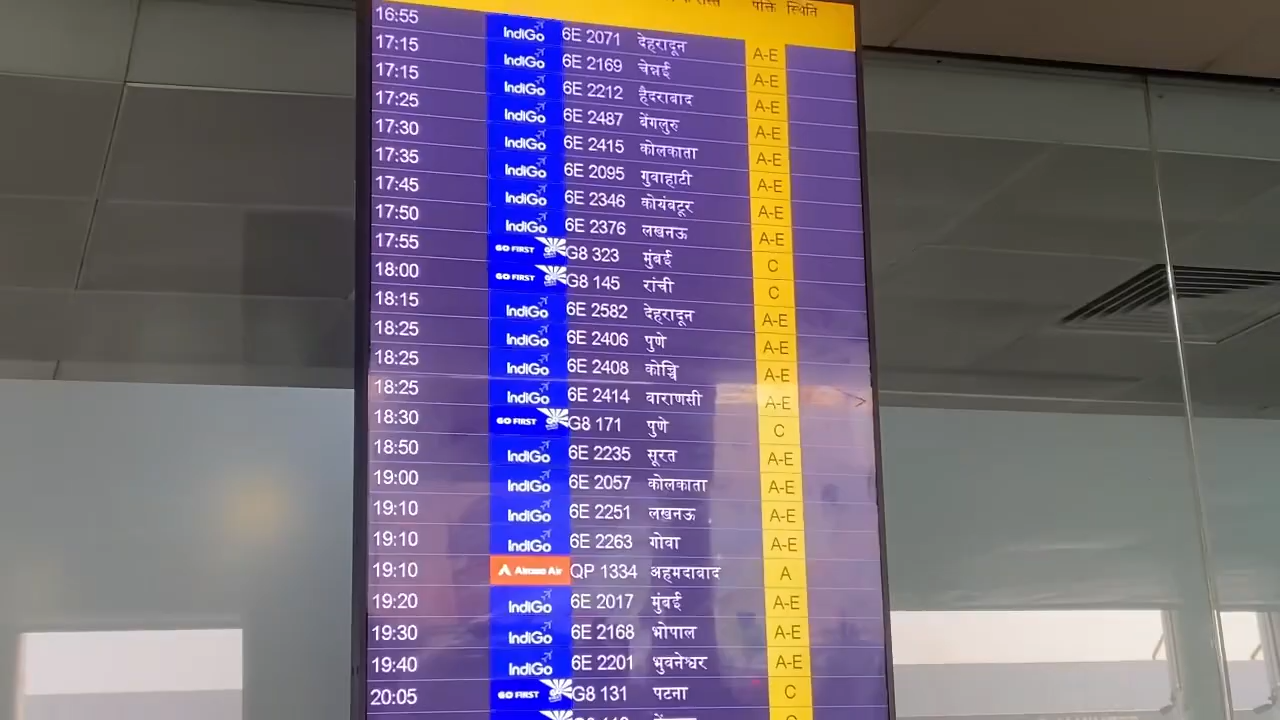 पंक्ति स्थिति
16:55 IndiGo 6E 2071 देहरादून A-E
17:15 IndiGo 6E 2169 चेन्नई A-E
17:15 IndiGo 6E 2212 हैदराबाद A-E
17:25 IndiGo 6E 2487 बेंगलुरु A-E
17:30 IndiGo 6E 2415 कोलकाता A-E
17:35 IndiGo 6E 2095 गुवाहाटी A-E
17:45 IndiGo 6E 2346 कोयंबटूर A-E
17:50 IndiGo 6E 2376 लखनऊ A-E
17:55 GO FIRST G8 323 मुंबई C
18:00 GO FIRST G8 145 रांची C
18:15 IndiGo 6E 2582 देहरादून A-E
18:25 IndiGo 6E 2406 पुणे A-E
18:25 IndiGo 6E 2408 कोच्चि A-E
18:25 IndiGo 6E 2414 वाराणसी A-E >
18:30 GO FIRST G8 171 पुणे C
18:50 IndiGo 6E 2235 सूरत A-E
19:00 IndiGo 6E 2057 कोलकाता A-E
19:10 IndiGo 6E 2251 लखनऊ A-E
19:10 IndiGo 6E 2263 गोवा A-E
19:10 Akasa Air QP 1334 अहमदाबाद A
19:20 IndiGo 6E 2017 मुंबई A-E
19:30 IndiGo 6E 2168 भोपाल A-E
19:40 IndiGo 6E 2201 भुवनेश्वर A-E
20:05 GO FIRST G8 131 पटना C